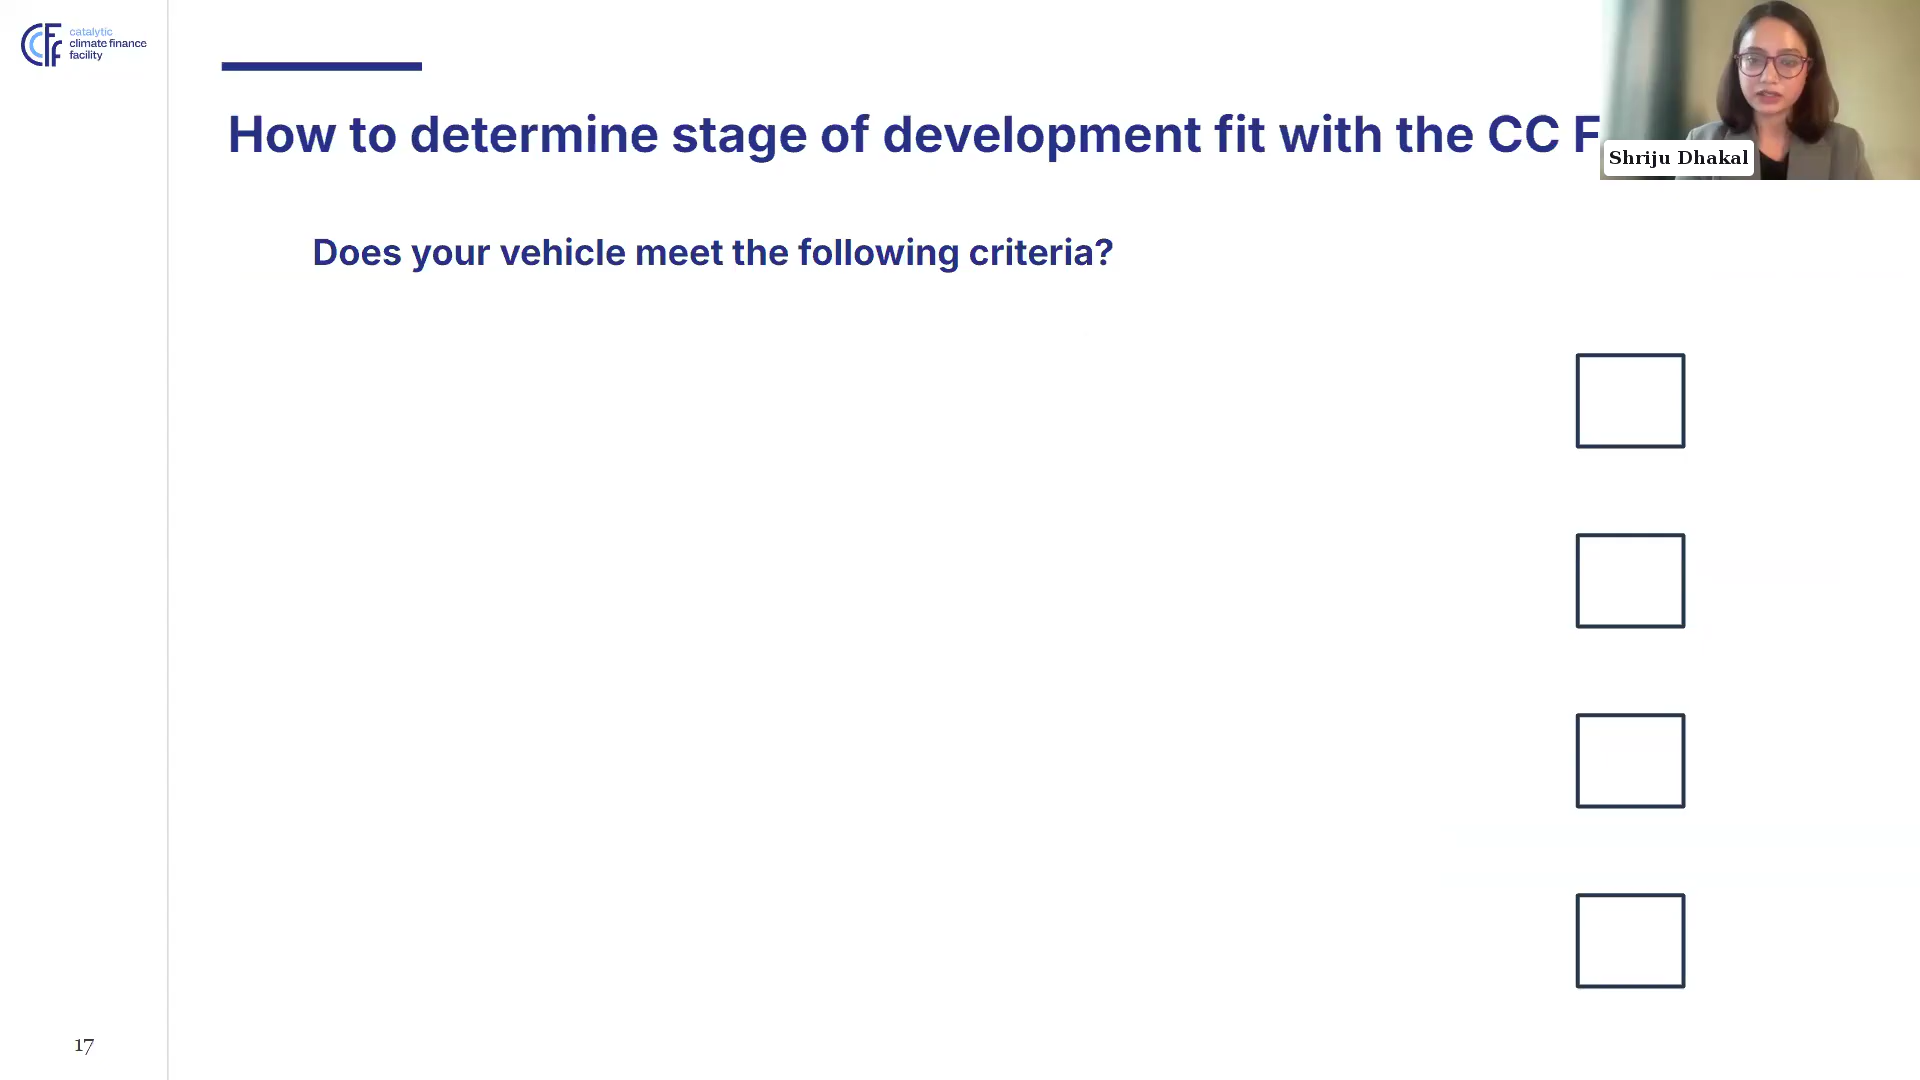 catalytic
climate finance
facility
How to determine stage of development fit with the CC F
Shriju Dhakal
Does your vehicle meet the following criteria?
17